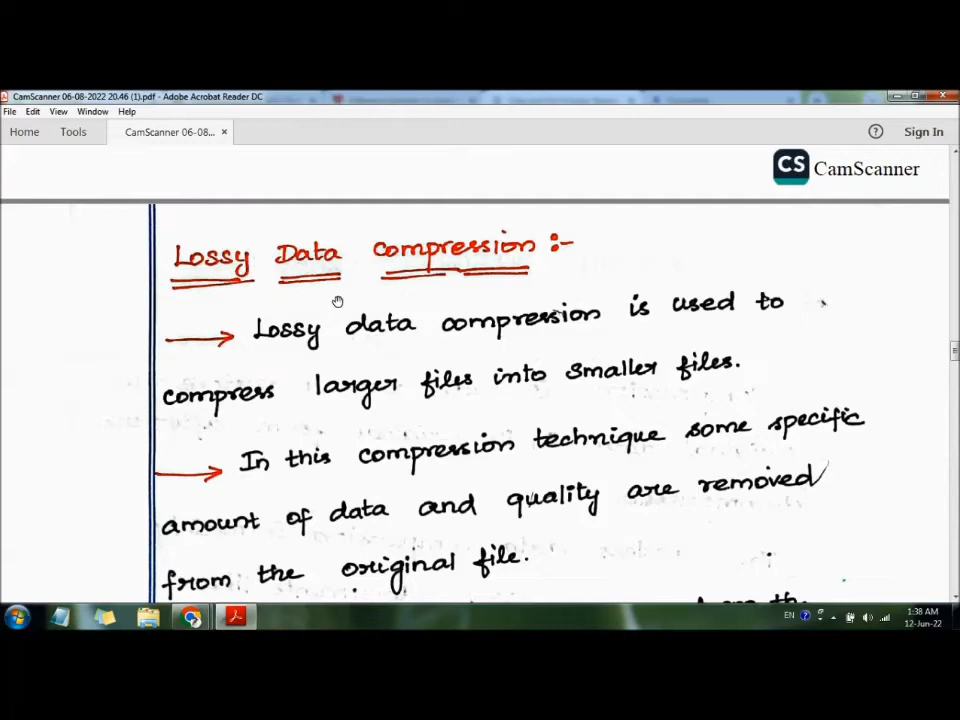 CamScanner 06-08-2022 20.46 (1).pdf - Adobe Acrobat Reader DC
File Edit View Window Help
Home Tools CamScanner 06-08... × ? Sign In
CS CamScanner
Lossy Data compression :-
→ Lossy data compression is used to
compress larger files into smaller files.
→ In this compression technique some specific
amount of data and quality are removed
from the original file.
EN 1:38 AM
12-Jun-22